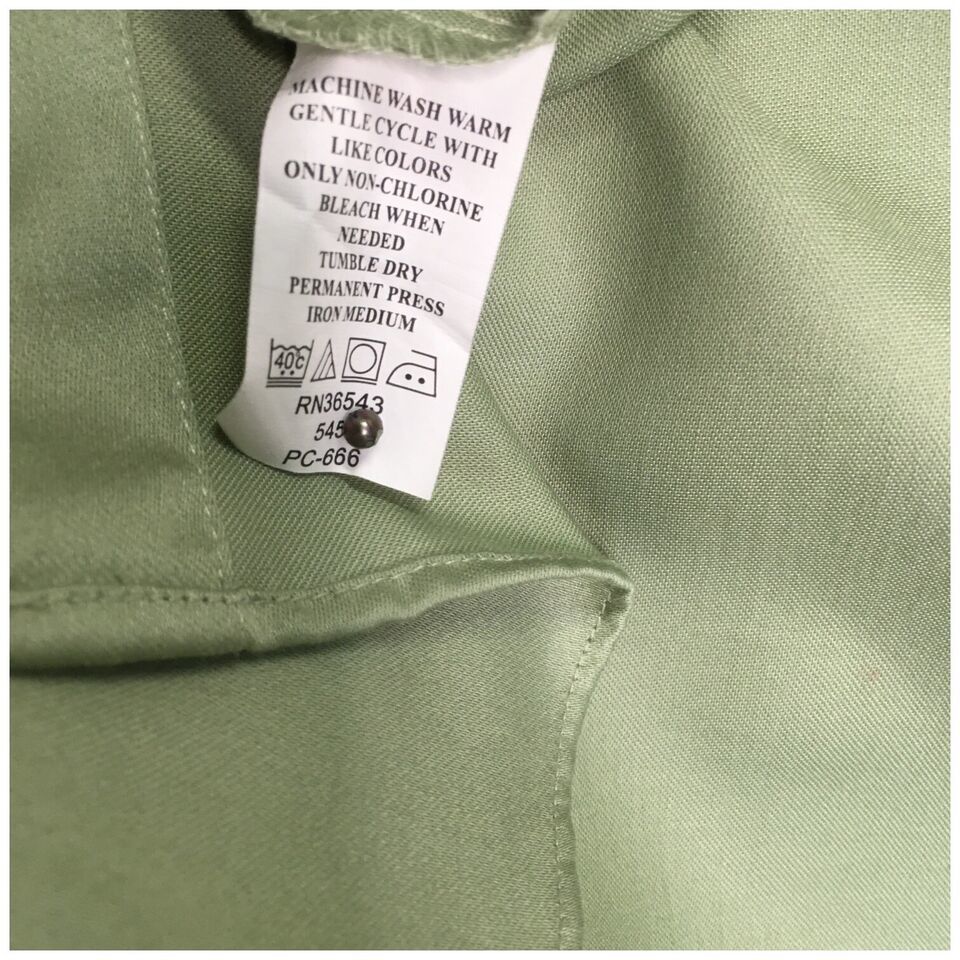 MACHINE WASH WARM
GENTLE CYCLE WITH
LIKE COLORS
ONLY NON-CHLORINE
BLEACH WHEN
NEEDED
TUMBLE DRY
PERMANENT PRESS
IRON MEDIUM
40c
RN36543
PC-666